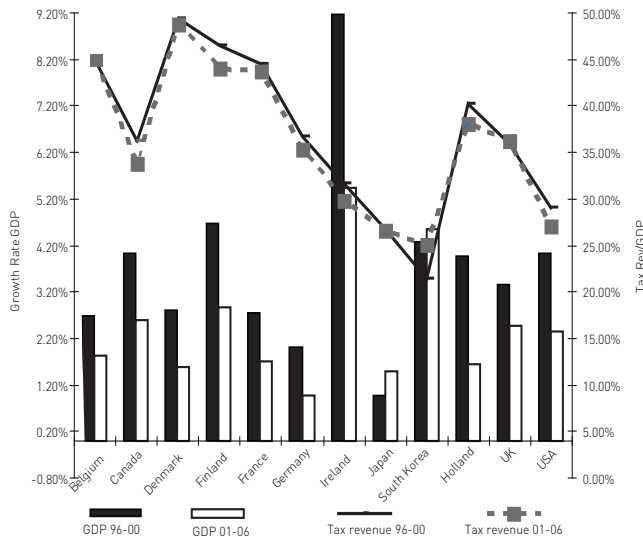 9.20%
8.20%
7.20%
6.20%
5.20%
4.20%
3.20%
2.20%
1.20%
0.20%
-0.80%
Growth Rate GDP
50.00%
45.00%
40.00%
35.00%
30.00%
25.00%
20.00%
15.00%
10.00%
5.00%
0.00%
Tax Rev/GDP
Belgium
Canada
Denmark
Finland
France
Germany
Ireland
Japan
South Korea
Holland
UK
USA
GDP 96-00
GDP 01-06
Tax revenue 96-00
Tax revenue 01-06